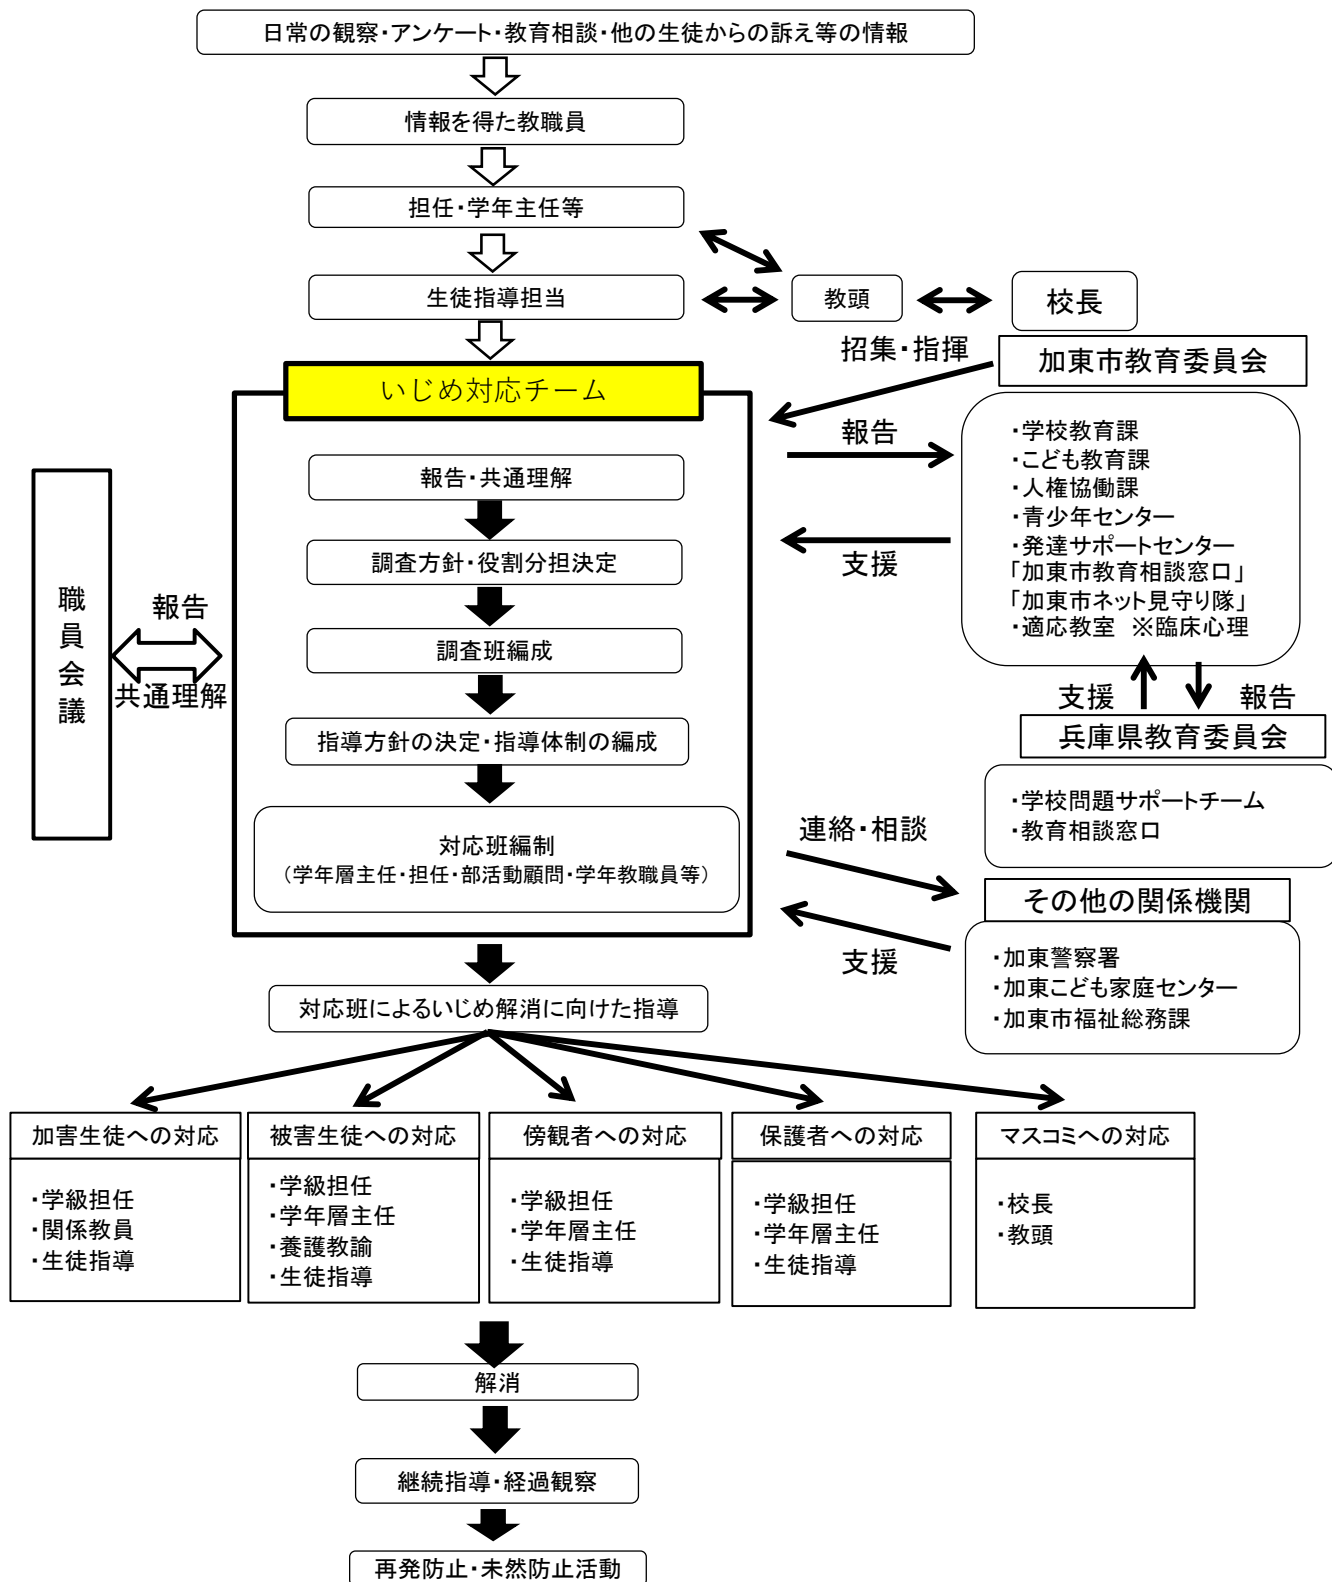 日常の観察・アンケート・教育相談・他の生徒からの訴え等の情報
情報を得た教職員
担任・学年主任等
生徒指導担当
教頭
校長
招集・指揮
加東市教育委員会
いじめ対応チーム
報告
・学校教育課
・こども教育課
・人権協働課
・青少年センター
・発達サポートセンター
「加東市教育相談窓口」
「加東市ネット見守り隊」
・適応教室 ※臨床心理
支援
報告・共通理解
調査方針・役割分担決定
調査班編成
指導方針の決定・指導体制の編成
対応班編制
（学年層主任・担任・部活動顧問・学年教職員等）
職員会議
報告
共通理解
支援
報告
兵庫県教育委員会
・学校問題サポートチーム
・教育相談窓口
連絡・相談
その他の関係機関
支援
・加東警察署
・加東こども家庭センター
・加東市福祉総務課
対応班によるいじめ解消に向けた指導
加害生徒への対応
・学級担任
・関係教員
・生徒指導
被害生徒への対応
・学級担任
・学年層主任
・養護教諭
・生徒指導
傍観者への対応
・学級担任
・学年層主任
・生徒指導
保護者への対応
・学級担任
・学年層主任
・生徒指導
マスコミへの対応
・校長
・教頭
解消
継続指導・経過観察
再発防止・未然防止活動